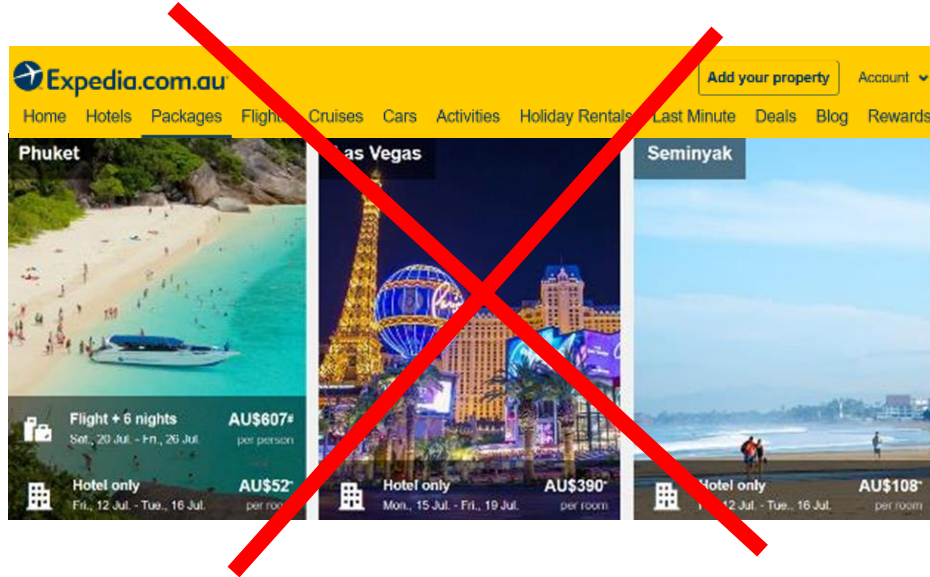 Expedia.com.au
Add your property
Account
Home Hotels Packages Flights Cruises Cars Activities Holiday Rentals Last Minute Deals Blog Rewards
Phuket
Las Vegas
Seminyak
Paris
Flight + 6 nights AU$607#
Sat., 20 Jul. - Fri., 26 Jul. per person
Hotel only AU$52~
Fri., 12 Jul. - Tue., 16 Jul. per room
Hotel only AU$390~
Mon., 15 Jul. - Fri., 19 Jul. per room
Hotel only AU$108~
12 Jul. - Tue., 16 Jul. per room